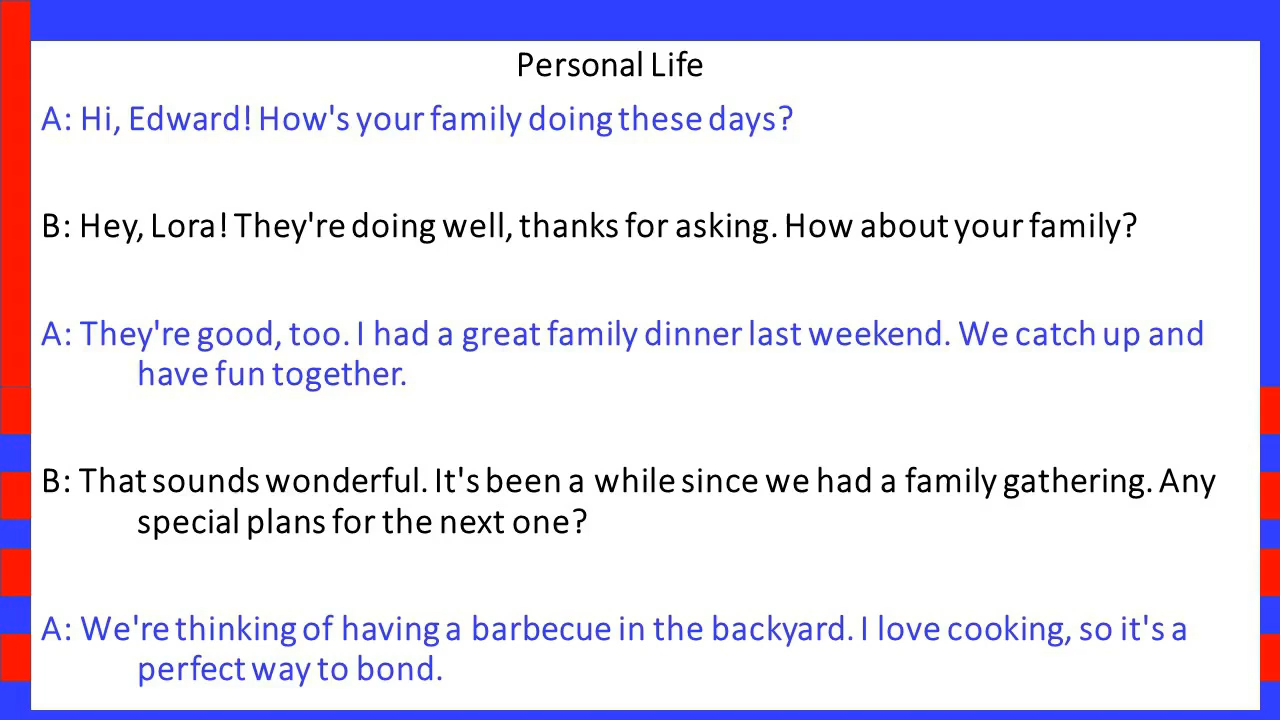 Personal Life
A: Hi, Edward! How's your family doing these days?
B: Hey, Lora! They're doing well, thanks for asking. How about your family?
A: They're good, too. I had a great family dinner last weekend. We catch up and
have fun together.
B: That sounds wonderful. It's been a while since we had a family gathering. Any
special plans for the next one?
A: We're thinking of having a barbecue in the backyard. I love cooking, so it's a
perfect way to bond.